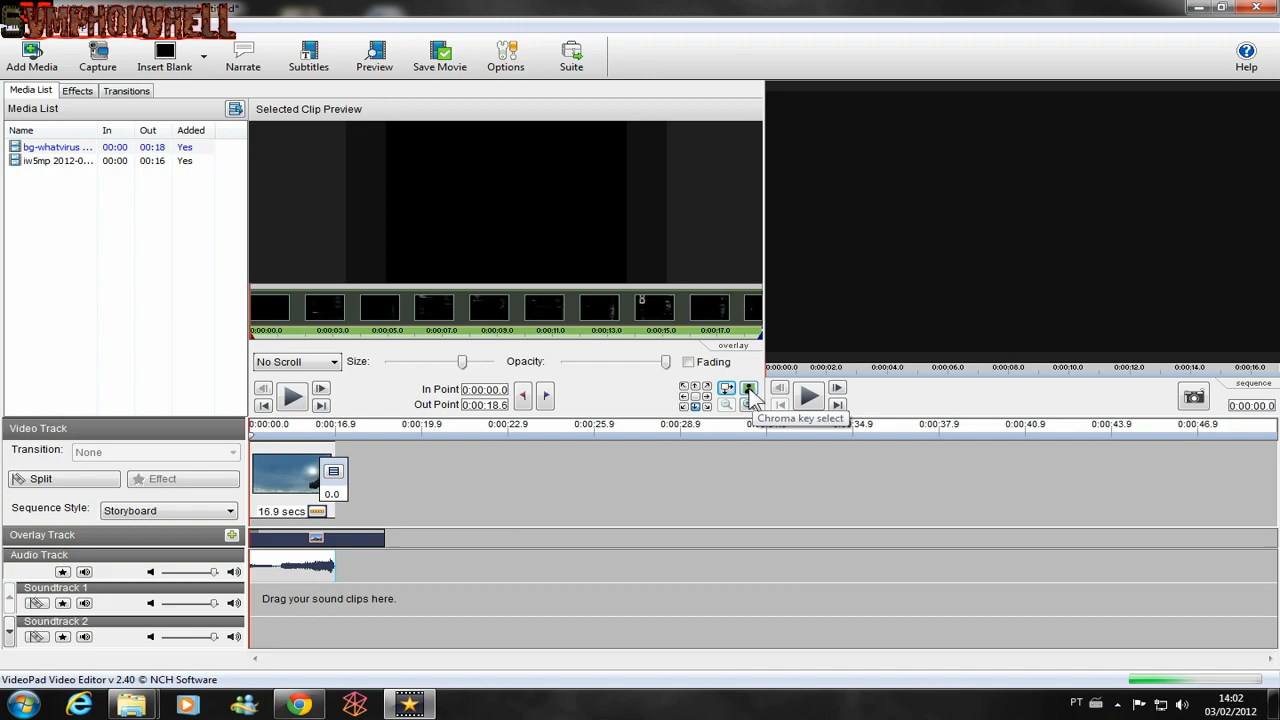 SYMPHONYHELL
Add Media
Capture
Insert Blank
Narrate
Subtitles
Preview
Save Movie
Options
Suite
Help
Media List
Effects
Transitions
Media List
Selected Clip Preview
Name In Out Added
bg-whatvirus ... 00:00 00:18 Yes
iw5mp 2012-0... 00:00 00:16 Yes
0:00:00.0 0:00:03.0 0:00:05.0 0:00:07.0 0:00:09.0 0:00:11.0 0:00:13.0 0:00:15.0 0:00:17.0
overlay
No Scroll
Size:
Opacity:
Fading
0:00:00.0 0:00:02.0 0:00:04.0 0:00:06.0 0:00:08.0 0:00:10.0 0:00:12.0 0:00:14.0 0:00:16.0
sequence
In Point 0:00:00.0
Out Point 0:00:18.6
0:00:00.0
Chroma key select
Video Track
0:00:00.0 0:00:16.9 0:00:19.9 0:00:22.9 0:00:25.9 0:00:28.9 0:00:34.9 0:00:37.9 0:00:40.9 0:00:43.9 0:00:46.9
Transition: None
Split
Effect
0.0
Sequence Style: Storyboard
16.9 secs
Overlay Track
Audio Track
Soundtrack 1
Drag your sound clips here.
Soundtrack 2
VideoPad Video Editor v 2.40 © NCH Software
PT
14:02
03/02/2012